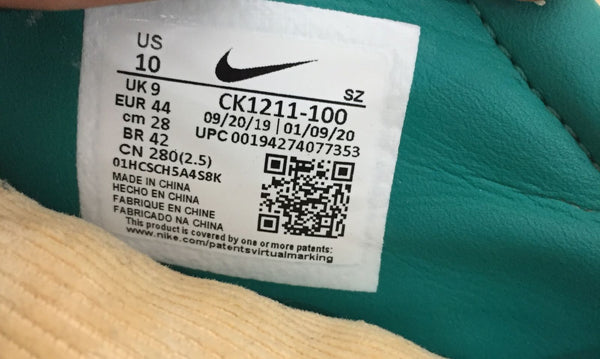 US
10
UK 9
EUR 44
cm 28
BR 42
CN 280(2.5)
01HCSCH5A4S8K
SZ
CK1211-100
09/20/19 | 01/09/20
UPC 00194274077353
MADE IN CHINA
HECHO EN CHINA
FABRIQUE EN CHINE
FABRICADO NA CHINA
This product is covered by one or more patents:
www.nike.com/patentsvirtualmarking